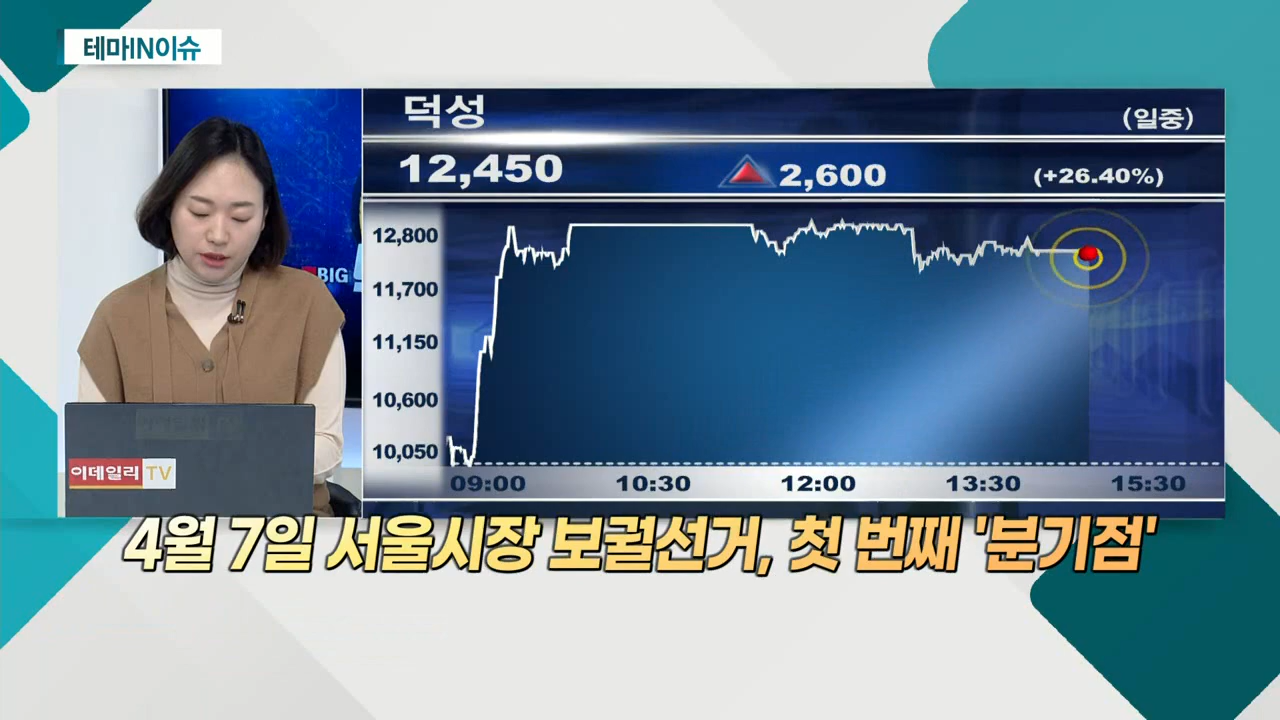 테마IN이슈
덕성
(일중)
12,450
2,600
(+26.40%)
12,800
11,700
11,150
10,600
10,050
09:00
10:30
12:00
13:30
15:30
BIG
이데일리 TV
4월 7일 서울시장 보궐선거, 첫 번째 '분기점'